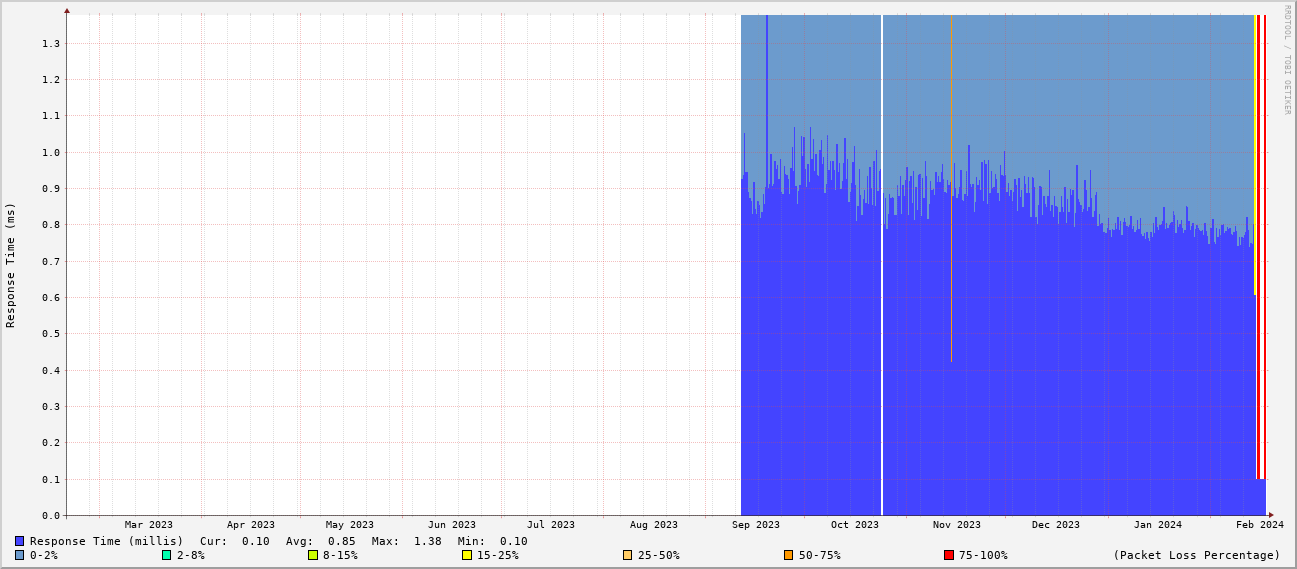 RRDTOOL / TOBI OETIKER
Response Time (ms)
1.3
1.2
1.1
1.0
0.9
0.8
0.7
0.6
0.5
0.4
0.3
0.2
0.1
0.0
Mar 2023 Apr 2023 May 2023 Jun 2023 Jul 2023 Aug 2023 Sep 2023 Oct 2023 Nov 2023 Dec 2023 Jan 2024 Feb 2024
Response Time (millis) Cur: 0.10 Avg: 0.85 Max: 1.38 Min: 0.10
0-2% 2-8% 8-15% 15-25% 25-50% 50-75% 75-100% (Packet Loss Percentage)